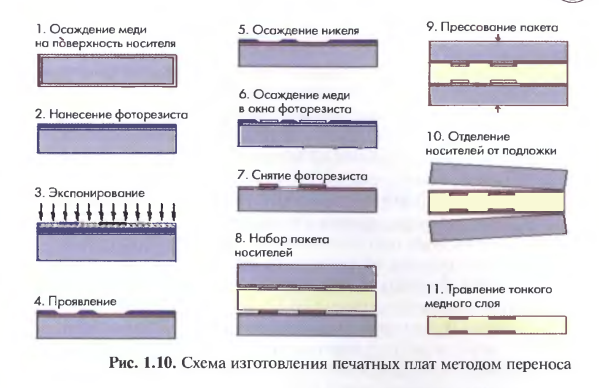 1. Осаждение меди
на поверхность носителя
2. Нанесение фоторезиста
3. Экспонирование
4. Проявление
5. Осаждение никеля
6. Осаждение меди
в окна фоторезиста
7. Снятие фоторезиста
8. Набор пакета
носителей
9. Прессование пакета
10. Отделение
носителей от подложки
11. Травление тонкого
медного слоя
Рис. 1.10. Схема изготовления печатных плат методом переноса